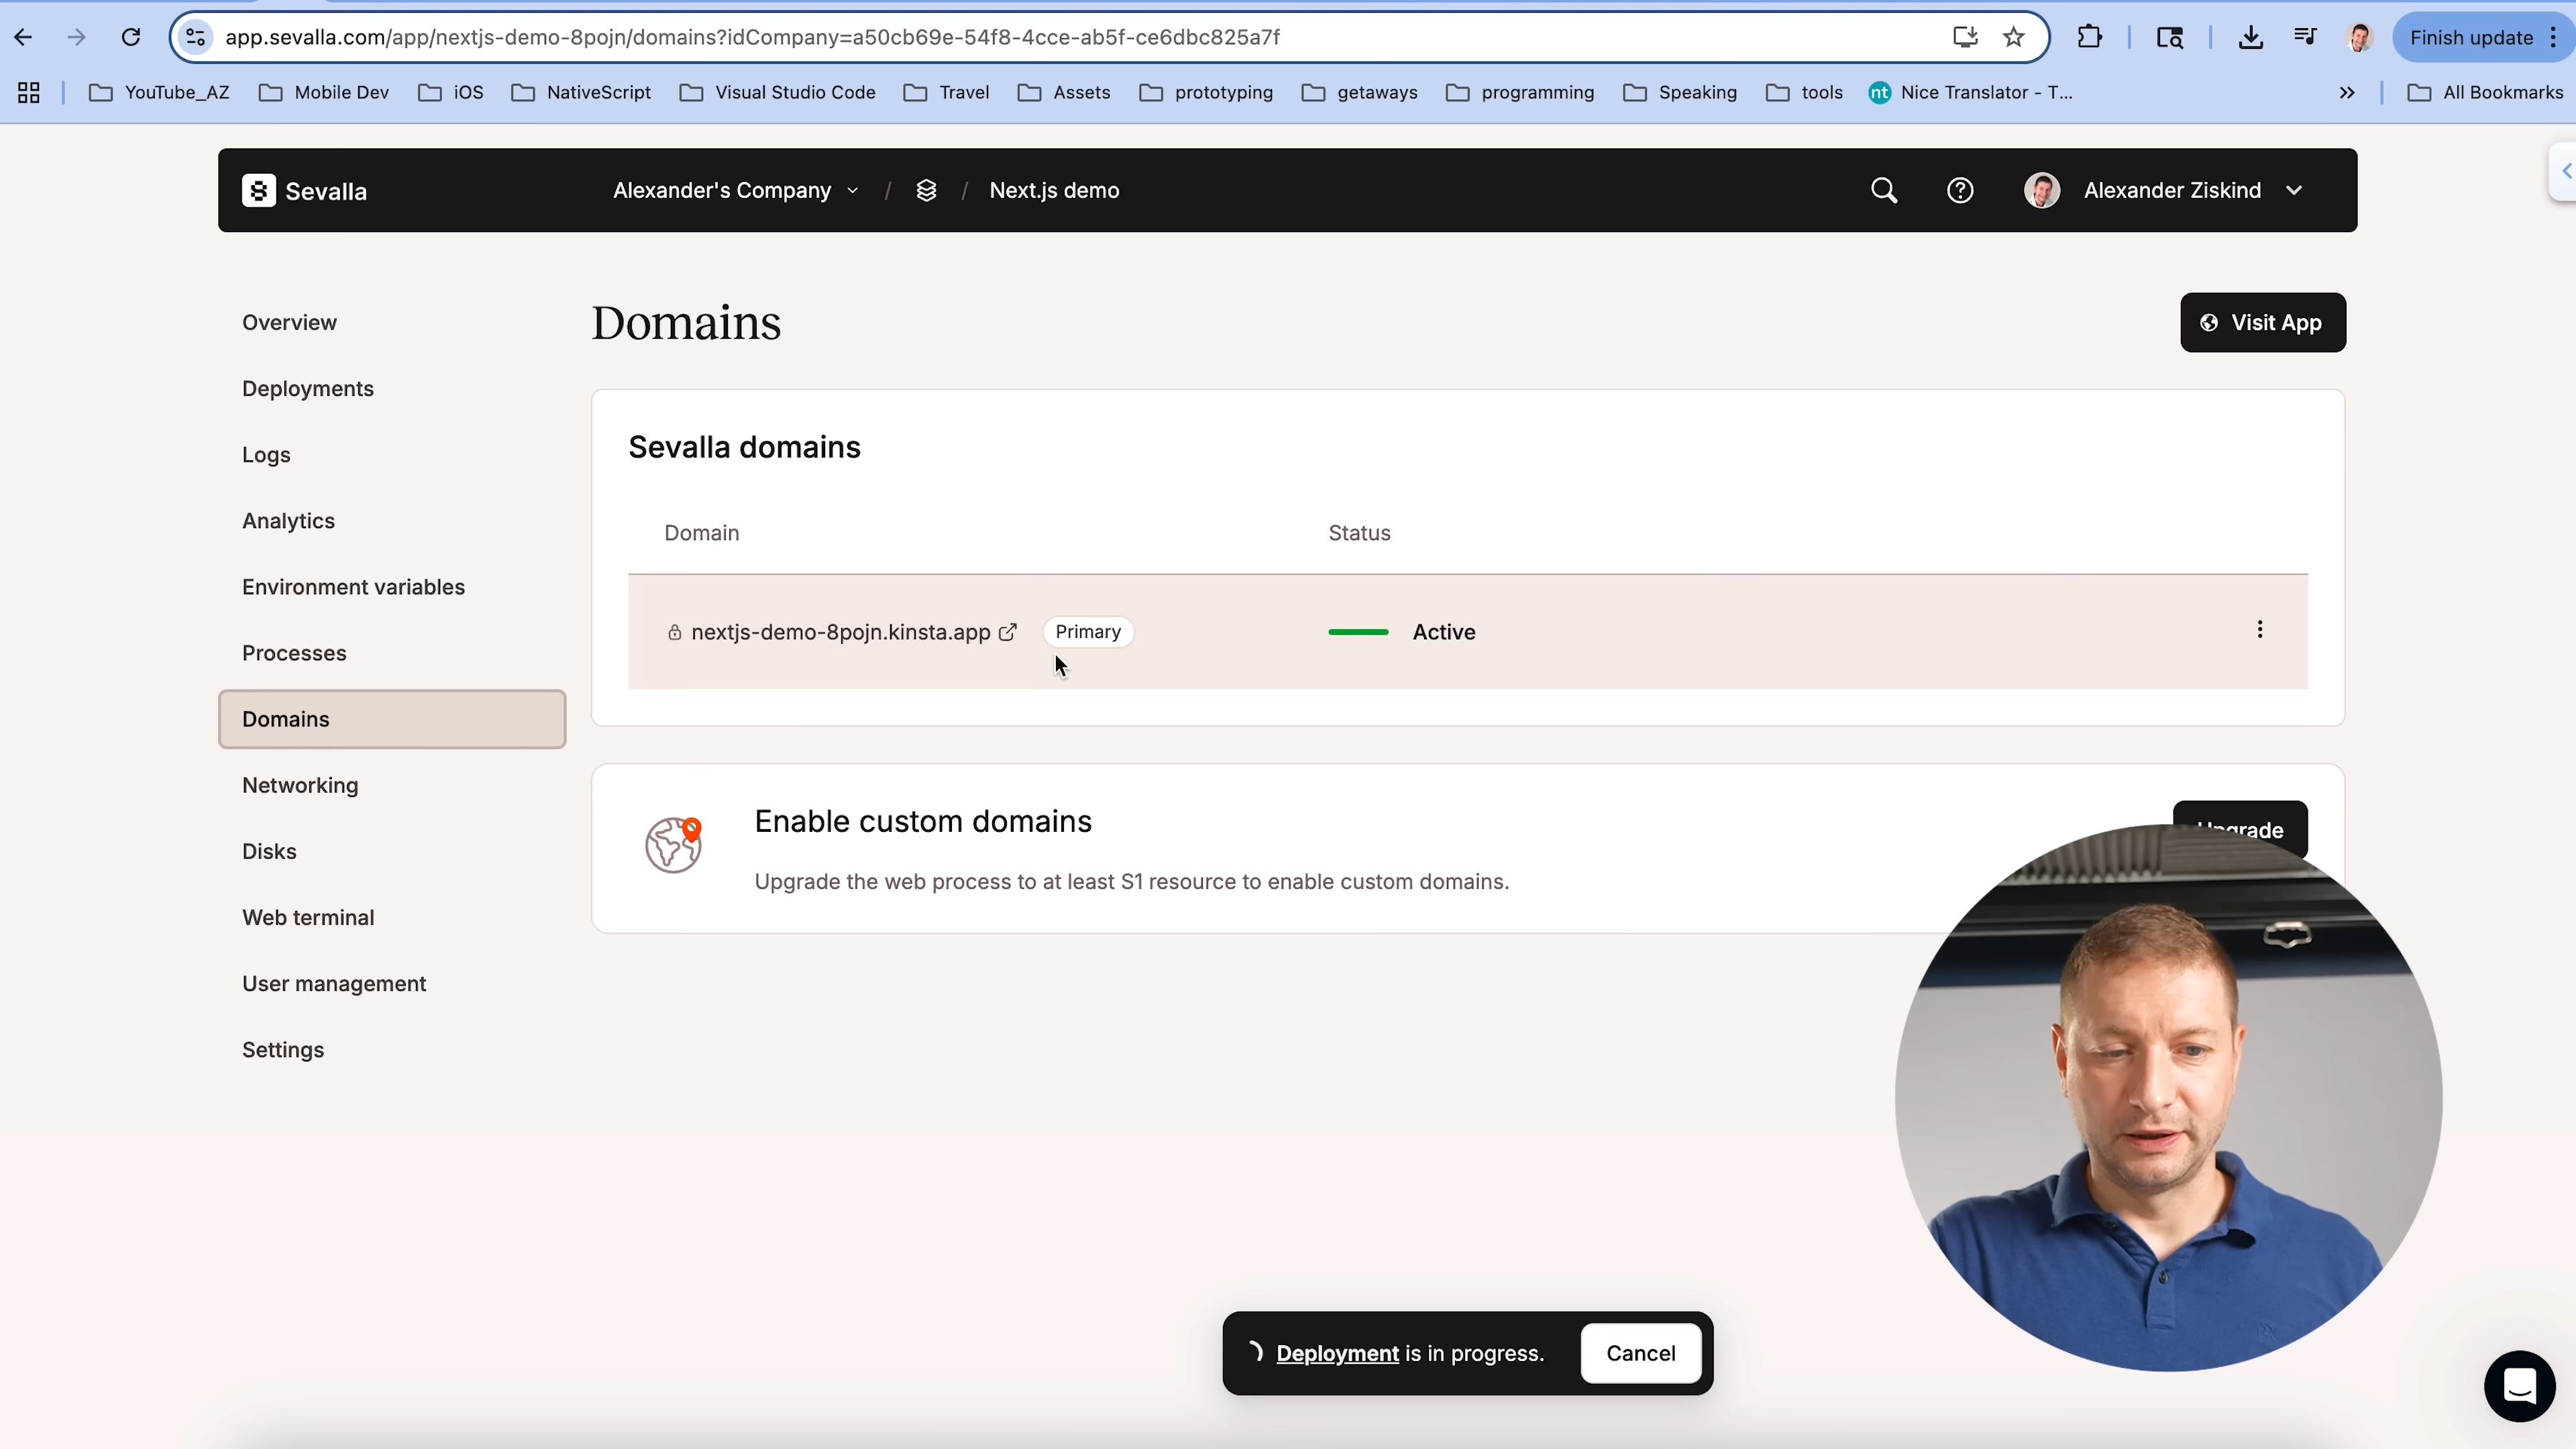 app.sevalla.com/app/nextjs-demo-8pojn/domains?idCompany=a50cb69e-54f8-4cce-ab5f-ce6dbc825a7f
Finish update
YouTube_AZ
Mobile Dev
iOS
NativeScript
Visual Studio Code
Travel
Assets
prototyping
getaways
programming
Speaking
tools
nt
Nice Translator - T...
All Bookmarks
Sevalla
Alexander's Company / / Next.js demo
Alexander Ziskind
Overview
Deployments
Logs
Analytics
Environment variables
Processes
Domains
Networking
Disks
Web terminal
User management
Settings
Domains
Visit App
Sevalla domains
Domain
Status
nextjs-demo-8pojn.kinsta.app
Primary
Active
Enable custom domains
Upgrade
Upgrade the web process to at least S1 resource to enable custom domains.
Deployment is in progress.
Cancel